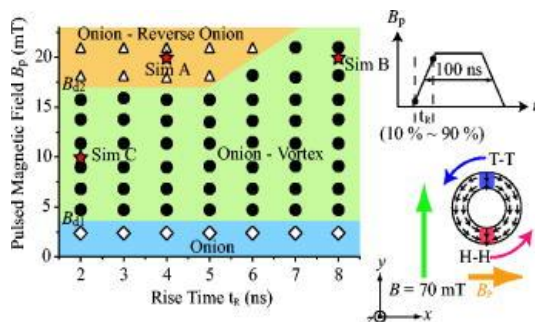 Pulsed Magnetic Field Bp (mT)
20
15
10
5
0
Onion - Reverse Onion
Sim A
Sim B
Bd2
Sim C
Onion - Vortex
Bd1
Onion
2 3 4 5 6 7 8
Rise Time tR (ns)
Bp
100 ns
tR
t
(10 % ~ 90 %)
T-T
H-H
B = 70 mT
Bp
y
z
x